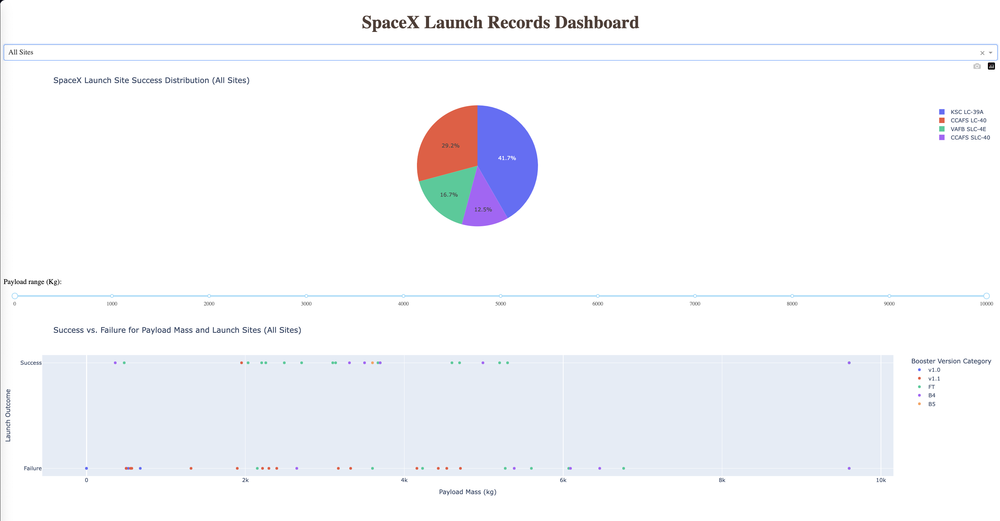 SpaceX Launch Records Dashboard
All Sites
SpaceX Launch Site Success Distribution (All Sites)
KSC LC-39A
CCAFS LC-40
VAFB SLC-4E
CCAFS SLC-40
29.2%
41.7%
16.7%
12.5%
Payload range (Kg):
0 1000 2000 3000 4000 5000 6000 7000 8000 9000 10000
Success vs. Failure for Payload Mass and Launch Sites (All Sites)
Success
Failure
Launch Outcome
0 2k 4k 6k 8k 10k
Payload Mass (kg)
Booster Version Category
v1.0
v1.1
FT
B4
B5